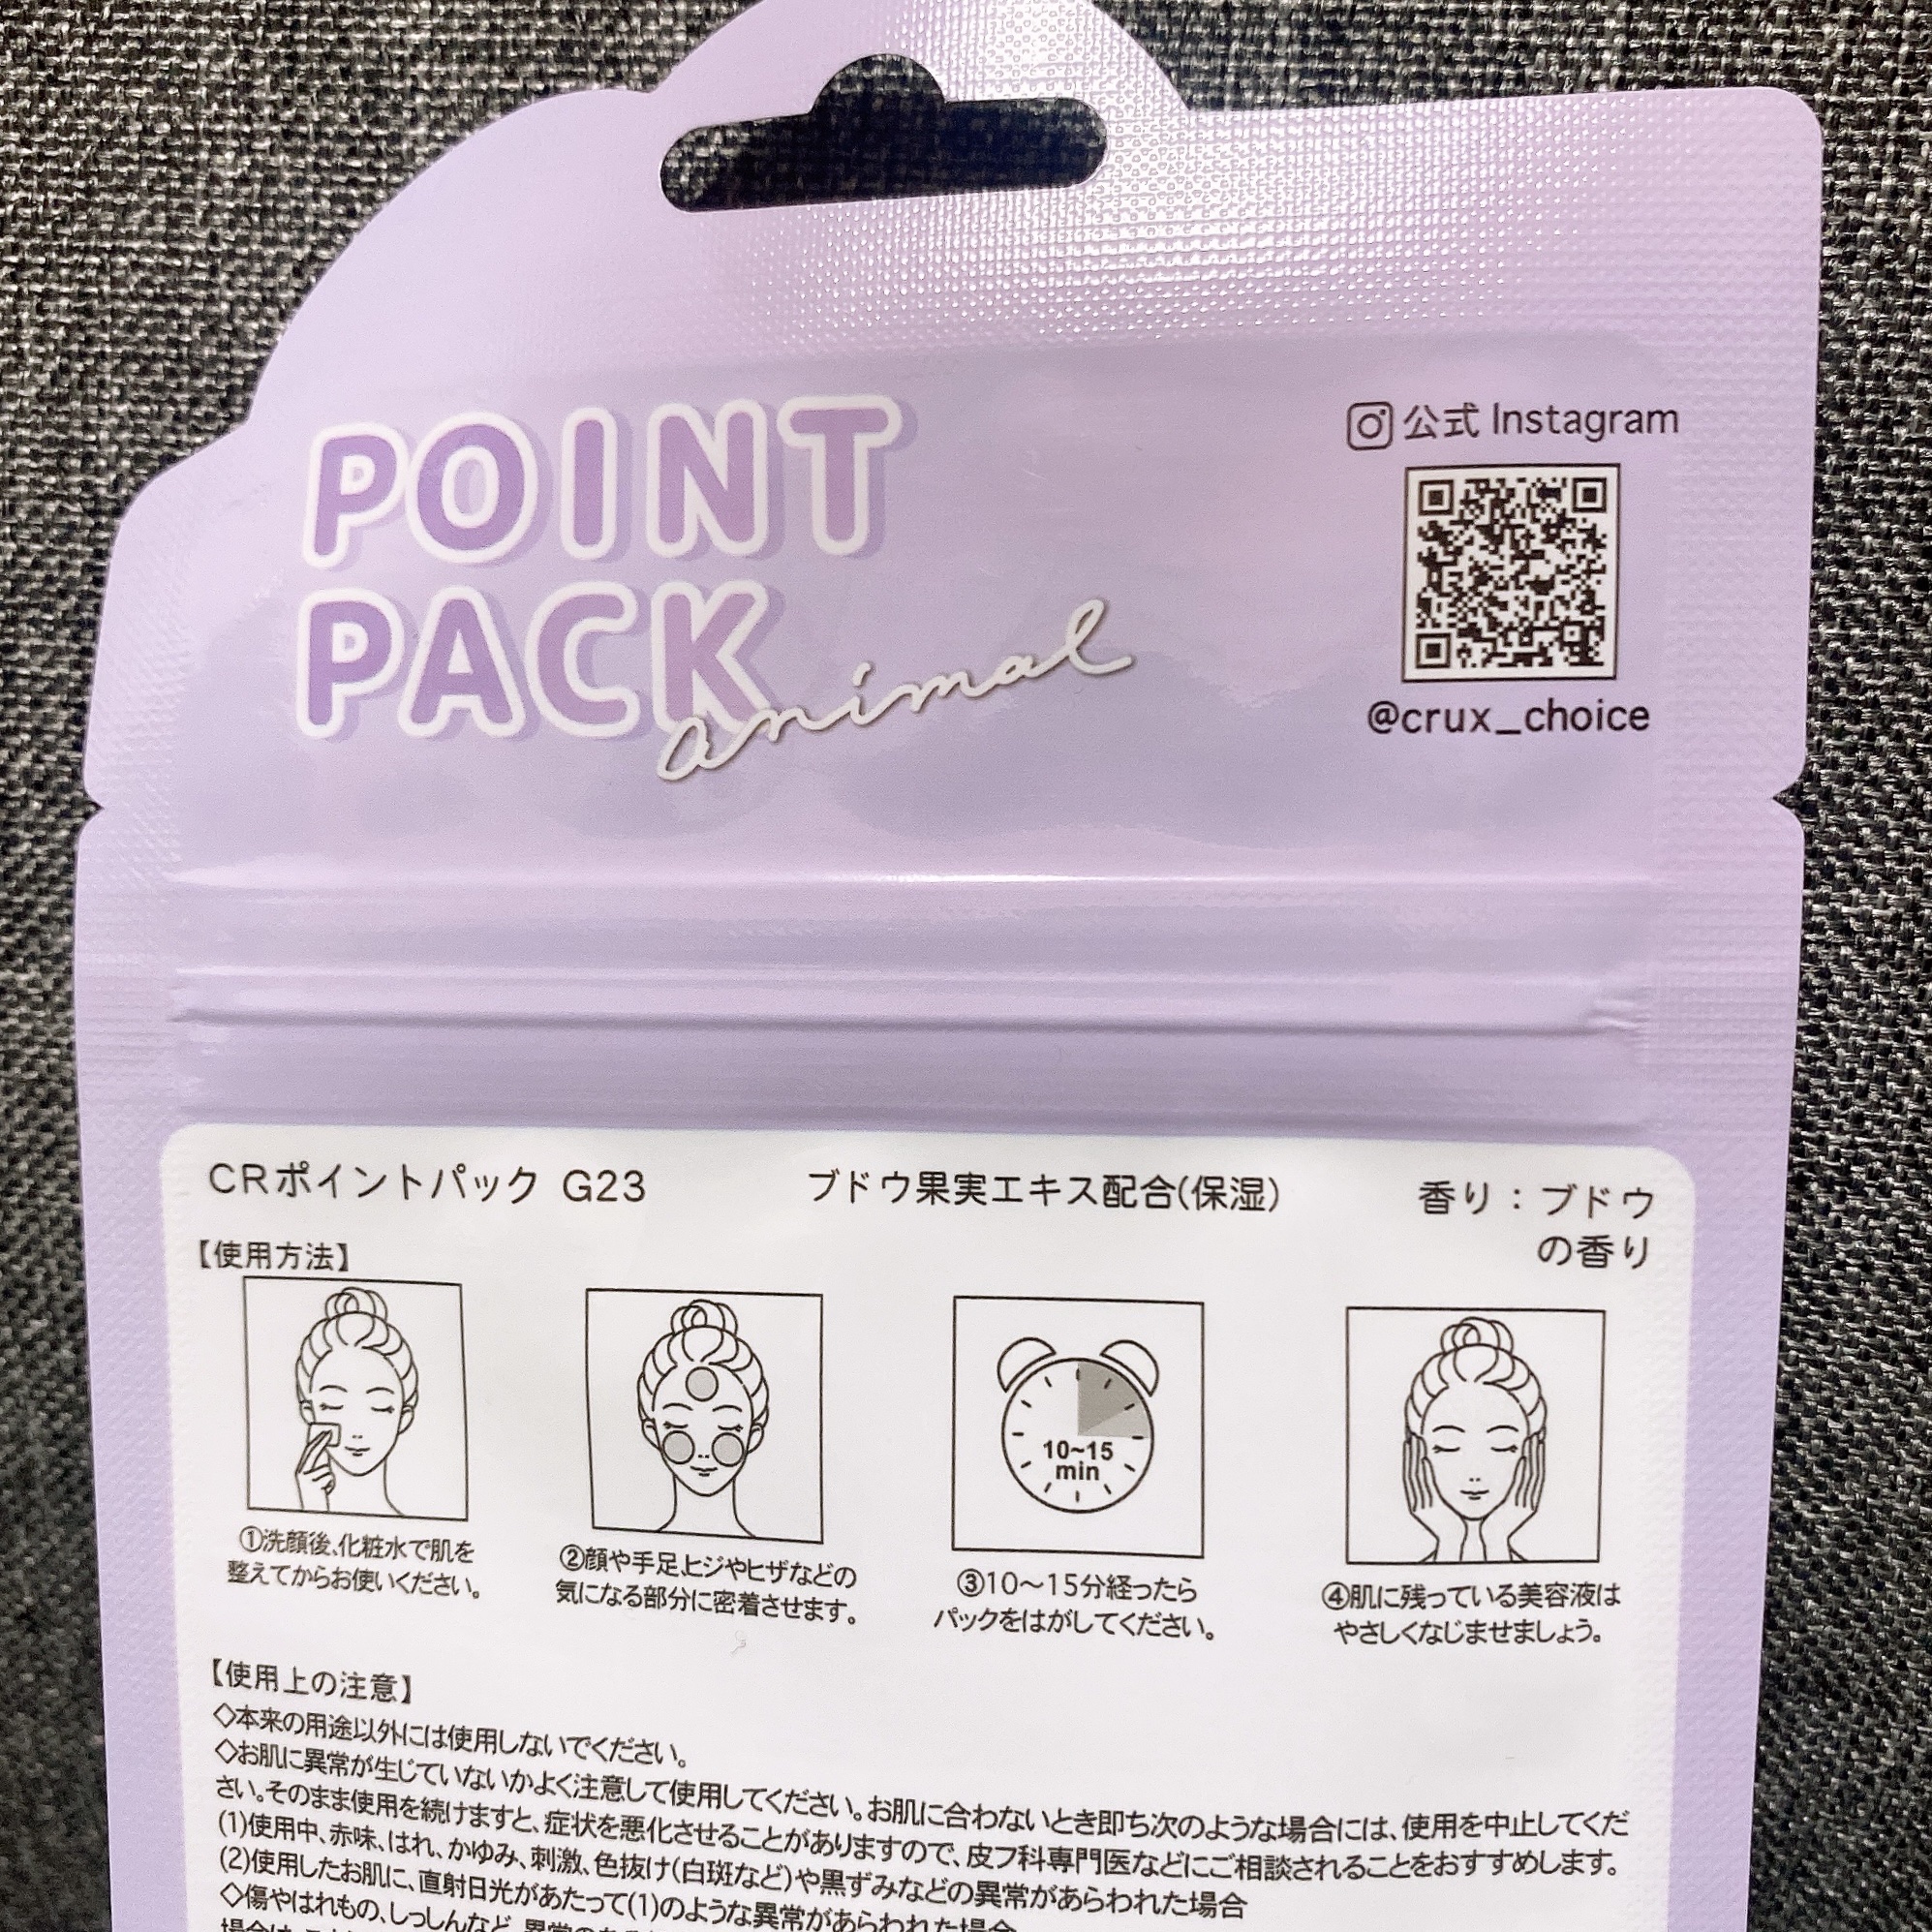 POINT
PACK
animal
公式 Instagram
@crux_choice
CRポイントパック G23
ブドウ果実エキス配合(保湿)
香り：ブドウ
の香り
【使用方法】
①洗顔後、化粧水で肌を
整えてからお使いください。
②顔や手足、ヒジやヒザなどの
気になる部分に密着させます。
10~15
min
③10～15分経ったら
パックをはがしてください。
④肌に残っている美容液は
やさしくなじませましょう。
【使用上の注意】
◇本来の用途以外には使用しないでください。
◇お肌に異常が生じていないかよく注意して使用してください。お肌に合わないとき即ち次のような場合には、使用を中止してくだ
さい。そのまま使用を続けますと、症状を悪化させることがありますので、皮フ科専門医などにご相談されることをおすすめします。
(1)使用中、赤味、はれ、かゆみ、刺激、色抜け(白斑など)や黒ずみなどの異常があらわれた場合
(2)使用したお肌に、直射日光があたって(1)のような異常があらわれた場合
◇傷やはれもの、しっしんなど、異常のある
場合は